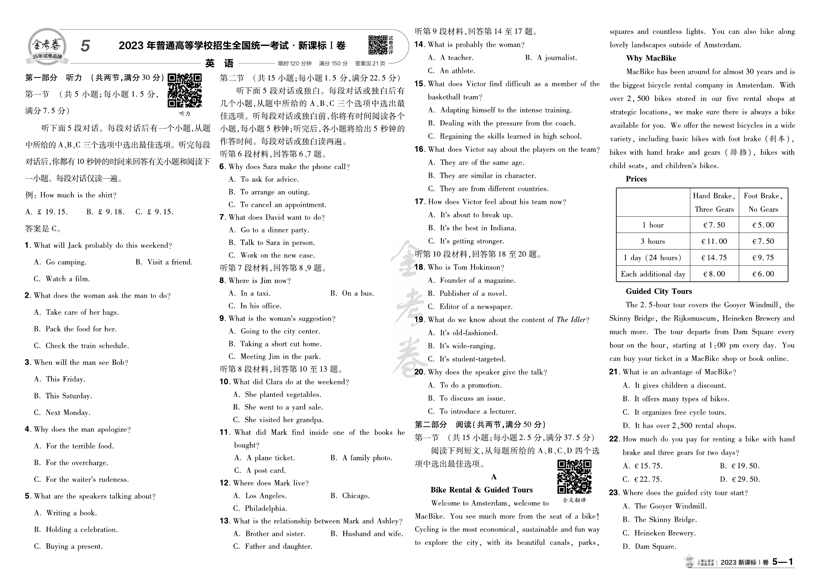 金考卷
5
2023 年普通高等学校招生全国统一考试·新课标Ⅰ卷
英 语
限时120 分钟 满分150 分 答案见21 页
第一部分 听力 (共两节,满分 30 分)
第一节 (共 5 小题;每小题 1. 5 分,
满分 7. 5 分)
听力
听下面 5 段对话。每段对话后有一个小题,从题
中所给的 A、B、C 三个选项中选出最佳选项。听完每段
对话后,你都有 10 秒钟的时间来回答有关小题和阅读下
一小题。每段对话仅读一遍。
例: How much is the shirt?
A. £ 19. 15. B. £ 9. 18. C. £ 9. 15.
答案是 C。
1. What will Jack probably do this weekend?
A. Go camping. B. Visit a friend.
C. Watch a film.
2. What does the woman ask the man to do?
A. Take care of her bags.
B. Pack the food for her.
C. Check the train schedule.
3. When will the man see Bob?
A. This Friday.
B. This Saturday.
C. Next Monday.
4. Why does the man apologize?
A. For the terrible food.
B. For the overcharge.
C. For the waiter's rudeness.
5. What are the speakers talking about?
A. Writing a book.
B. Holding a celebration.
C. Buying a present.
第二节 (共 15 小题;每小题 1. 5 分,满分 22. 5 分)
听下面 5 段对话或独白。每段对话或独白后有
几个小题,从题中所给的 A、B、C 三个选项中选出最
佳选项。听每段对话或独白前,你将有时间阅读各个
小题,每小题 5 秒钟;听完后,各小题将给出 5 秒钟的
作答时间。每段对话或独白读两遍。
听第 6 段材料,回答第 6、7 题。
6. Why does Sara make the phone call?
A. To ask for advice.
B. To arrange an outing.
C. To cancel an appointment.
7. What does David want to do?
A. Go to a dinner party.
B. Talk to Sara in person.
C. Work on the new case.
听第 7 段材料,回答第 8、9 题。
8. Where is Jim now?
A. In a taxi. B. On a bus.
C. In his office.
9. What is the woman's suggestion?
A. Going to the city center.
B. Taking a short cut home.
C. Meeting Jim in the park.
听第 8 段材料,回答第 10 至 13 题。
10. What did Clara do at the weekend?
A. She planted vegetables.
B. She went to a yard sale.
C. She visited her grandpa.
11. What did Mark find inside one of the books he
bought?
A. A plane ticket. B. A family photo.
C. A post card.
12. Where does Mark live?
A. Los Angeles. B. Chicago.
C. Philadelphia.
13. What is the relationship between Mark and Ashley?
A. Brother and sister. B. Husband and wife.
C. Father and daughter.
听第 9 段材料,回答第 14 至 17 题。
14. What is probably the woman?
A. A teacher. B. A journalist.
C. An athlete.
15. What does Victor find difficult as a member of the
basketball team?
A. Adapting himself to the intense training.
B. Dealing with the pressure from the coach.
C. Regaining the skills learned in high school.
16. What does Victor say about the players on the team?
A. They are of the same age.
B. They are similar in character.
C. They are from different countries.
17. How does Victor feel about his team now?
A. It's about to break up.
B. It's the best in Indiana.
C. It's getting stronger.
听第 10 段材料,回答第 18 至 20 题。
18. Who is Tom Hokinson?
A. Founder of a magazine.
B. Publisher of a novel.
C. Editor of a newspaper.
19. What do we know about the content of The Idler?
A. It's old-fashioned.
B. It's wide-ranging.
C. It's student-targeted.
20. Why does the speaker give the talk?
A. To do a promotion.
B. To discuss an issue.
C. To introduce a lecturer.
第二部分 阅读(共两节,满分 50 分)
第一节 (共 15 小题;每小题 2. 5 分,满分 37. 5 分)
阅读下列短文,从每题所给的 A、B、C、D 四个选
项中选出最佳选项。
A
Bike Rental & Guided Tours
全文翻译
Welcome to Amsterdam, welcome to
MacBike. You see much more from the seat of a bike!
Cycling is the most economical, sustainable and fun way
to explore the city, with its beautiful canals, parks,
squares and countless lights. You can also bike along
lovely landscapes outside of Amsterdam.
Why MacBike
MacBike has been around for almost 30 years and is
the biggest bicycle rental company in Amsterdam. With
over 2, 500 bikes stored in our five rental shops at
strategic locations, we make sure there is always a bike
available for you. We offer the newest bicycles in a wide
variety, including basic bikes with foot brake (刹车),
bikes with hand brake and gears (排挡), bikes with
child seats, and children's bikes.
Prices
Hand Brake, Three Gears Foot Brake, No Gears
1 hour €7. 50 €5. 00
3 hours €11. 00 €7. 50
1 day (24 hours) €14. 75 €9. 75
Each additional day €8. 00 €6. 00
Guided City Tours
The 2. 5-hour tour covers the Gooyer Windmill, the
Skinny Bridge, the Rijksmuseum, Heineken Brewery and
much more. The tour departs from Dam Square every
hour on the hour, starting at 1:00 pm every day. You
can buy your ticket in a MacBike shop or book online.
21. What is an advantage of MacBike?
A. It gives children a discount.
B. It offers many types of bikes.
C. It organizes free cycle tours.
D. It has over 2,500 rental shops.
22. How much do you pay for renting a bike with hand
brake and three gears for two days?
A. €15. 75. B. €19. 50.
C. €22. 75. D. €29. 50.
23. Where does the guided city tour start?
A. The Gooyer Windmill.
B. The Skinny Bridge.
C. Heineken Brewery.
D. Dam Square.
金考卷
2023 新课标Ⅰ卷 5—1